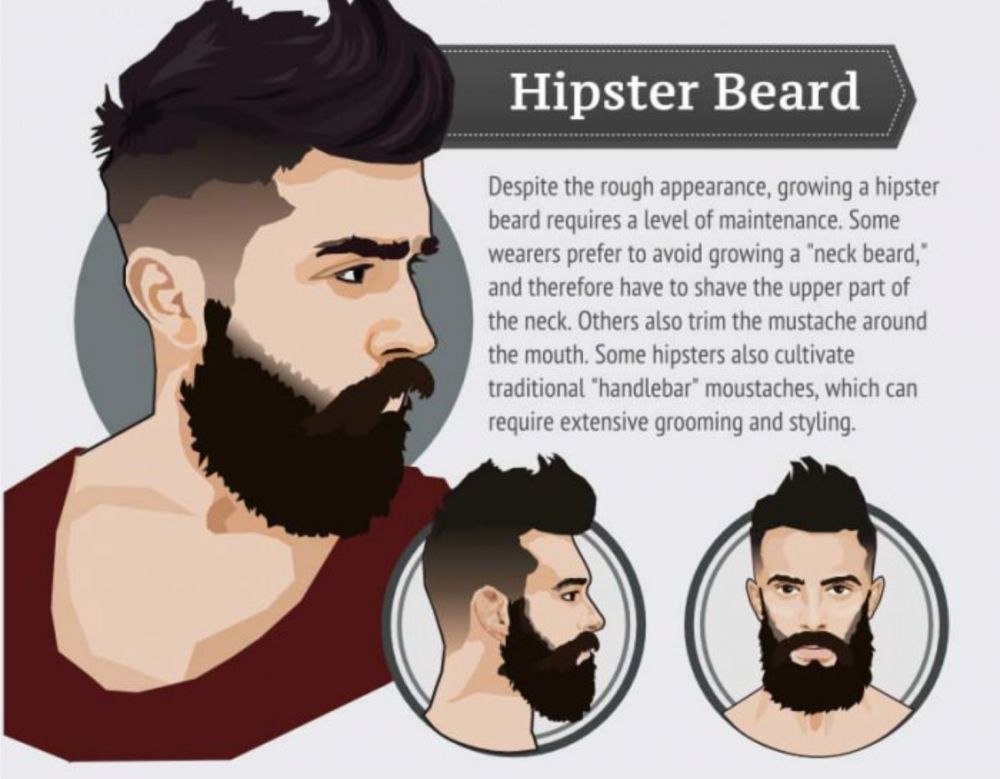 Hipster Beard
Despite the rough appearance, growing a hipster
beard requires a level of maintenance. Some
wearers prefer to avoid growing a "neck beard,"
and therefore have to shave the upper part of
the neck. Others also trim the mustache around
the mouth. Some hipsters also cultivate
traditional "handlebar" moustaches, which can
require extensive grooming and styling.